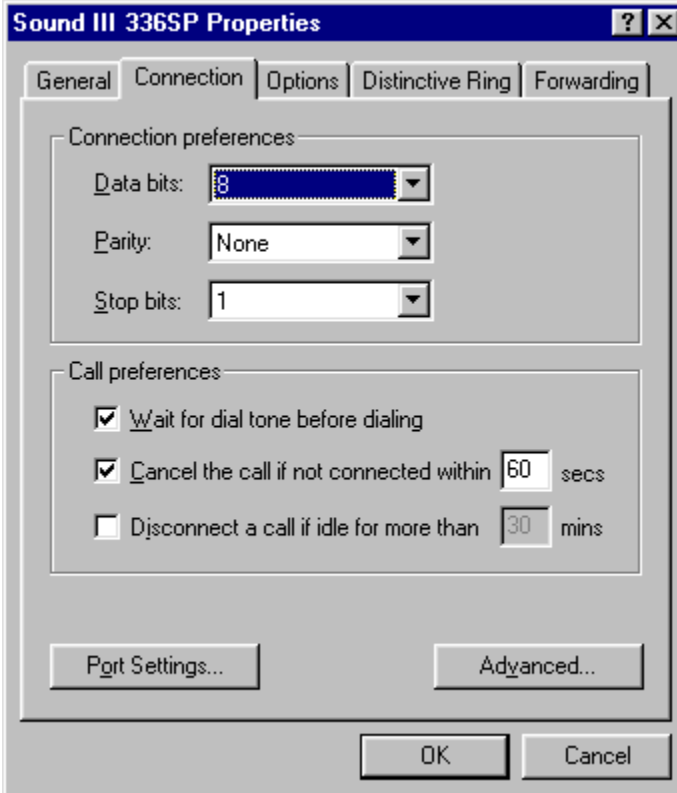 Sound III 336SP Properties
General Connection Options Distinctive Ring Forwarding
Connection preferences
Data bits: 8
Parity: None
Stop bits: 1
Call preferences
Wait for dial tone before dialing
Cancel the call if not connected within 60 secs
Disconnect a call if idle for more than 30 mins
Port Settings... Advanced...
OK Cancel